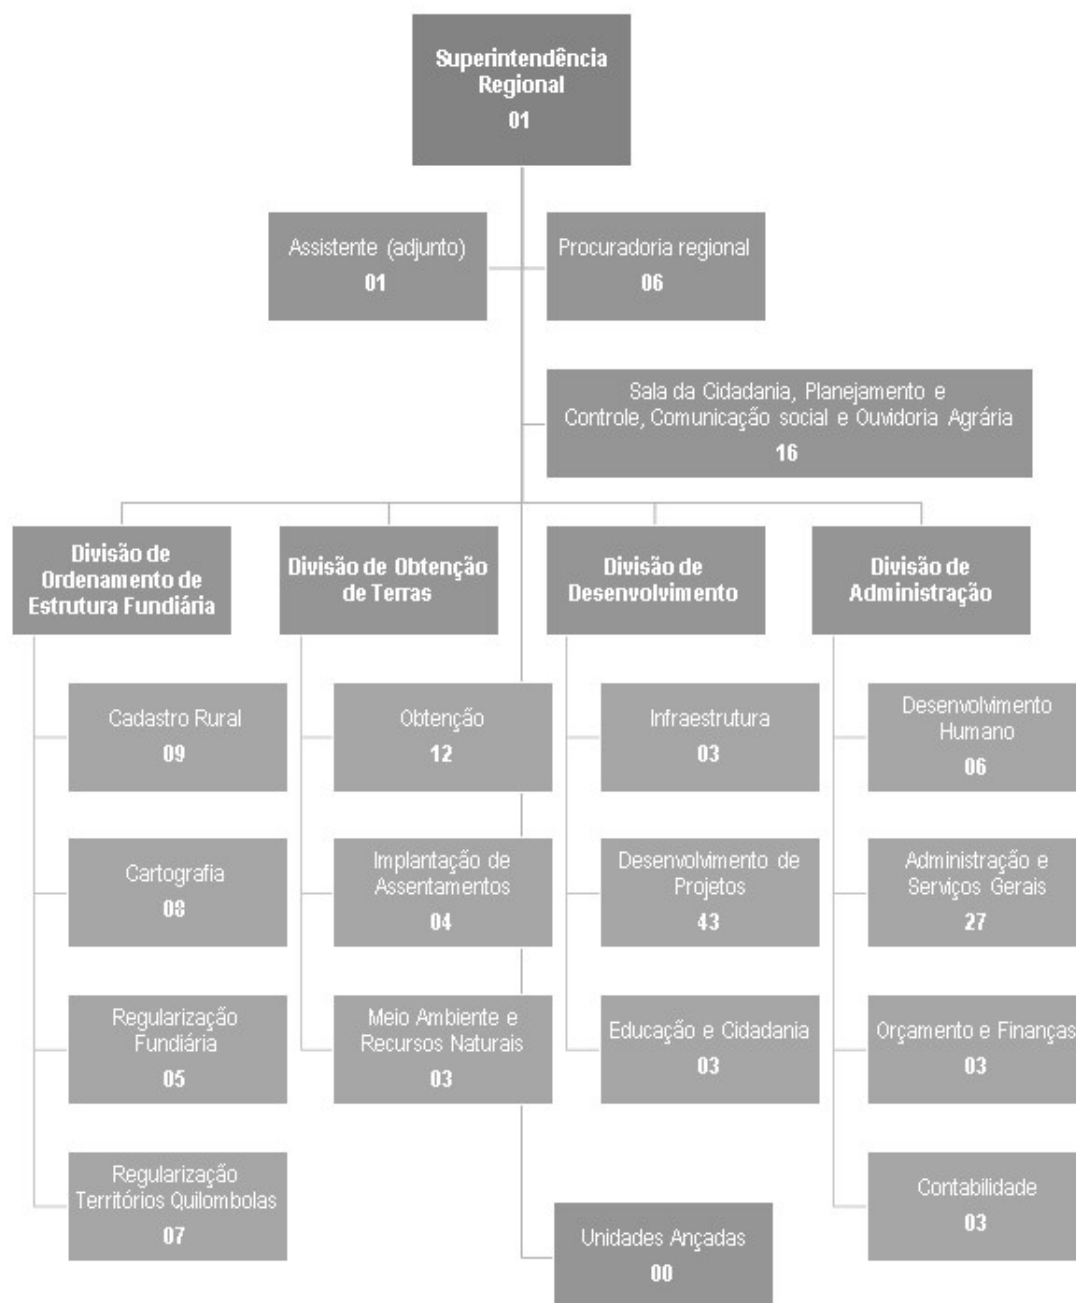 Superintendência
Regional
01
Assistente (adjunto)
01
Procuradoria regional
06
Sala da Cidadania, Planejamento e
Controle, Comunicação social e Ouvidoria Agrária
16
Divisão de
Ordenamento de
Estrutura Fundiária
Divisão de Obtenção
de Terras
Divisão de
Desenvolvimento
Divisão de
Administração
Cadastro Rural
09
Obtenção
12
Infraestrutura
03
Desenvolvimento
Humano
06
Cartografia
08
Implantação de
Assentamentos
04
Desenvolvimento de
Projetos
43
Administração e
Serviços Gerais
27
Regularização
Fundiária
05
Meio Ambiente e
Recursos Naturais
03
Educação e Cidadania
03
Orçamento e Finanças
03
Regularização
Territórios Quilombolas
07
Unidades Ançadas
00
Contabilidade
03